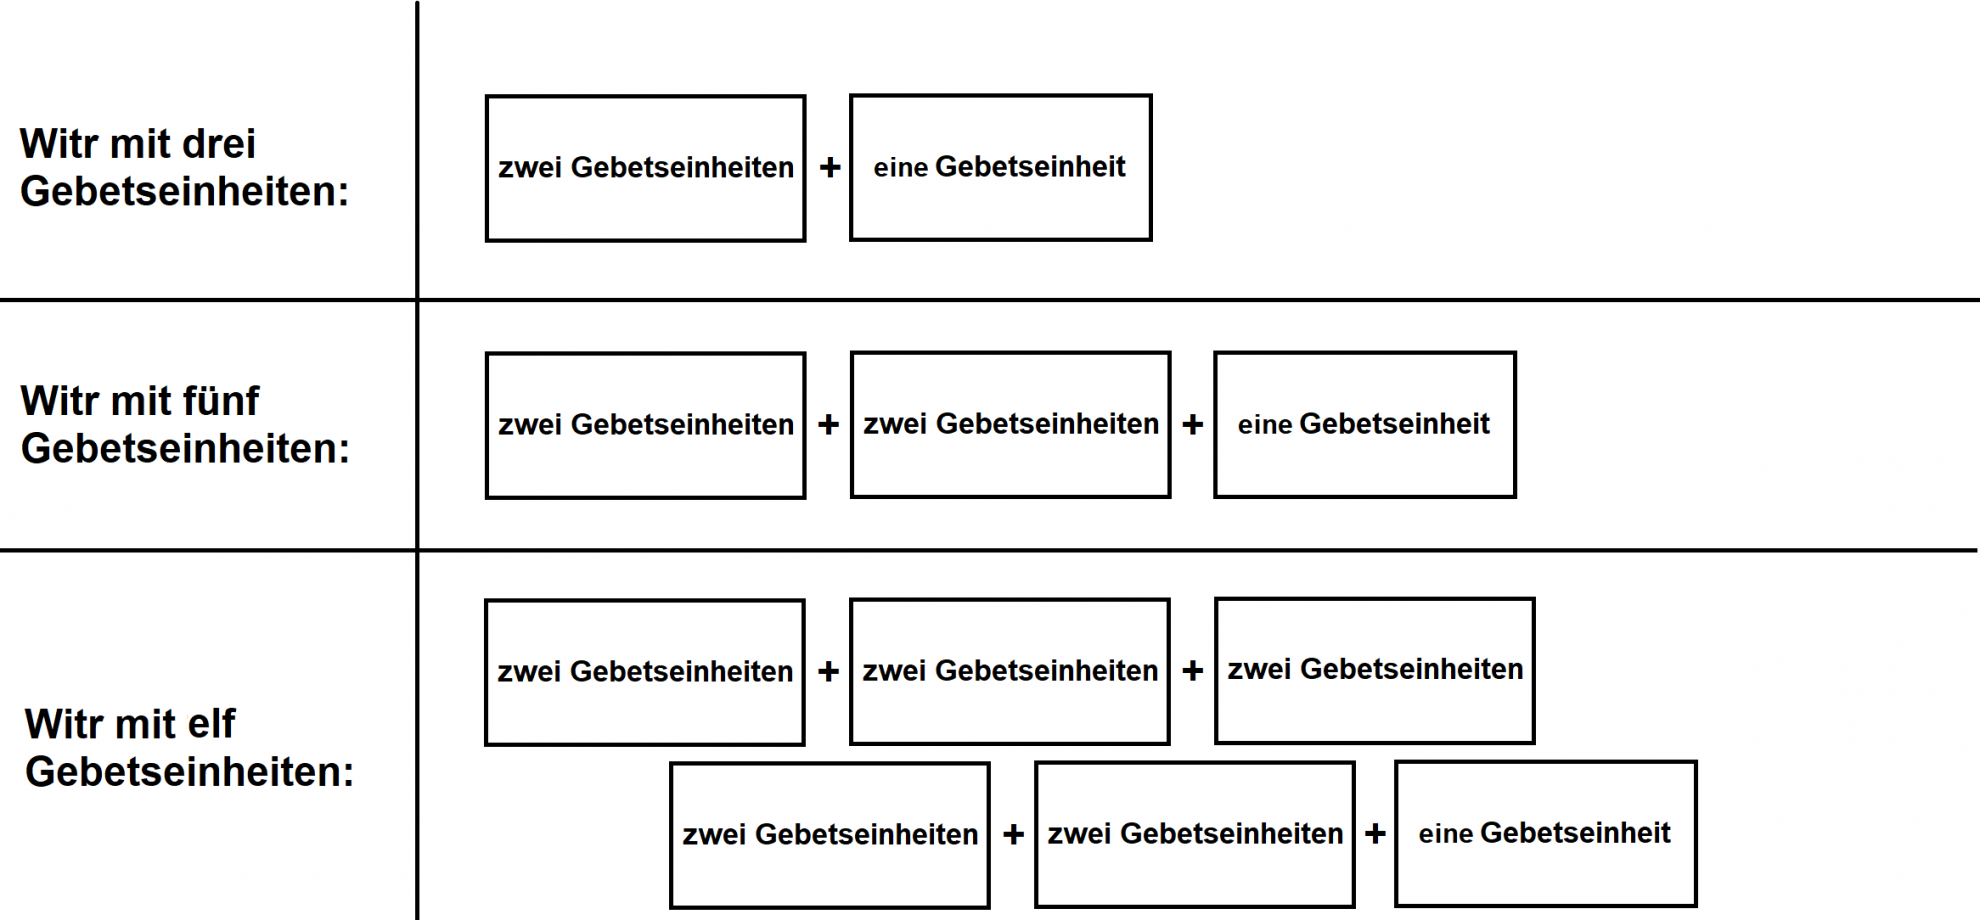 Witr mit drei
Gebetseinheiten:
zwei Gebetseinheiten + eine Gebetseinheit
Witr mit fünf
Gebetseinheiten:
zwei Gebetseinheiten + zwei Gebetseinheiten + eine Gebetseinheit
Witr mit elf
Gebetseinheiten:
zwei Gebetseinheiten + zwei Gebetseinheiten + zwei Gebetseinheiten
zwei Gebetseinheiten + zwei Gebetseinheiten + eine Gebetseinheit